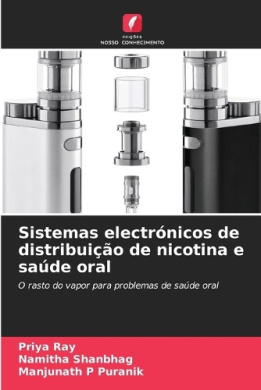 edições
NOSSO CONHECIMENTO
Sistemas electrónicos de
distribuição de nicotina e
saúde oral
O rasto do vapor para problemas de saúde oral
Priya Ray
Namitha Shanbhag
Manjunath P Puranik